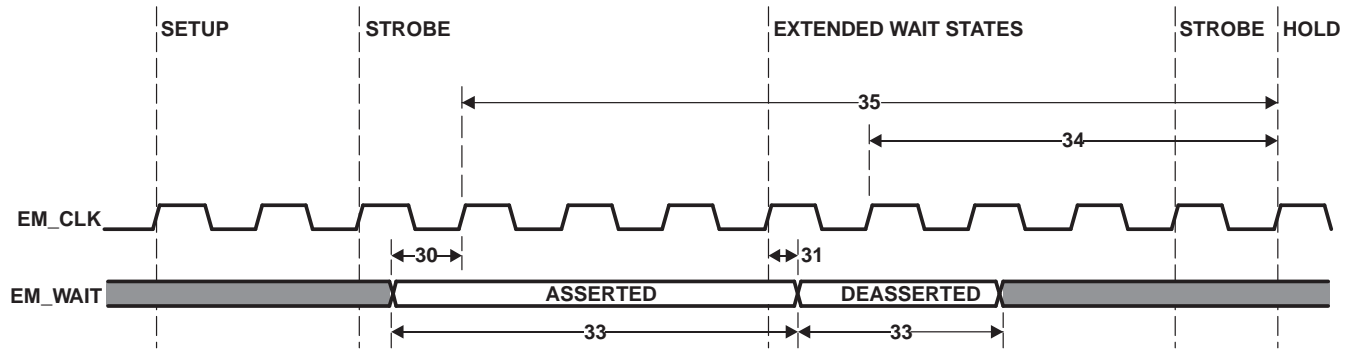 SETUP
STROBE
EXTENDED WAIT STATES
STROBE
HOLD
35
34
EM_CLK
30
31
EM_WAIT
ASSERTED
DEASSERTED
33
33